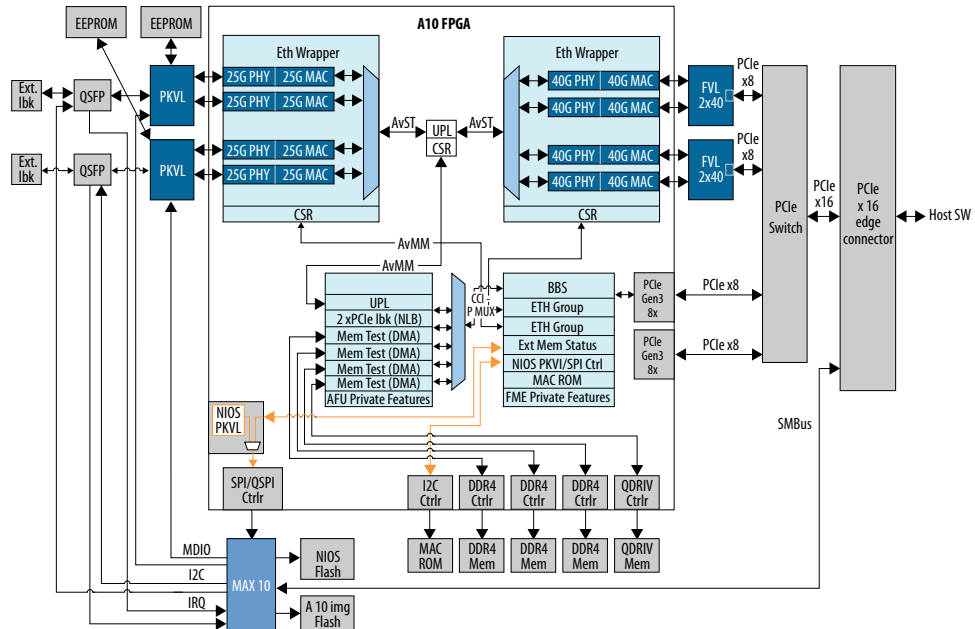 A10 FPGA
EEPROM
EEPROM
Eth Wrapper
Eth Wrapper
Ext.
lbk
QSFP
PKVL
25G PHY
25G MAC
25G PHY
25G MAC
25G PHY
25G MAC
25G PHY
25G MAC
CSR
Ext.
lbk
QSFP
PKVL
AvST
UPL
CSR
AvST
40G PHY
40G MAC
40G PHY
40G MAC
40G PHY
40G MAC
40G PHY
40G MAC
CSR
FVL
2x40
FVL
2x40
PCIe
x8
PCIe
x8
PCIe
Switch
PCIe
x16
PCIe
x 16
edge
connector
Host SW
AvMM
AvMM
UPL
2 xPCIe lbk (NLB)
Mem Test (DMA)
Mem Test (DMA)
Mem Test (DMA)
Mem Test (DMA)
AFU Private Features
CCI -
P MUX
BBS
ETH Group
ETH Group
Ext Mem Status
NIOS PKVI/SPI Ctrl
MAC ROM
FME Private Features
PCIe
Gen3
8x
PCIe
Gen3
8x
PCIe x8
PCIe x8
SMBus
NIOS
PKVL
SPI/QSPI
Ctrlr
I2C
Ctrlr
DDR4
Ctrlr
DDR4
Ctrlr
DDR4
Ctrlr
QDRIV
Ctrlr
MAC
ROM
DDR4
Mem
DDR4
Mem
DDR4
Mem
QDRIV
Mem
MDIO
I2C
IRQ
MAX 10
NIOS
Flash
A 10 img
Flash